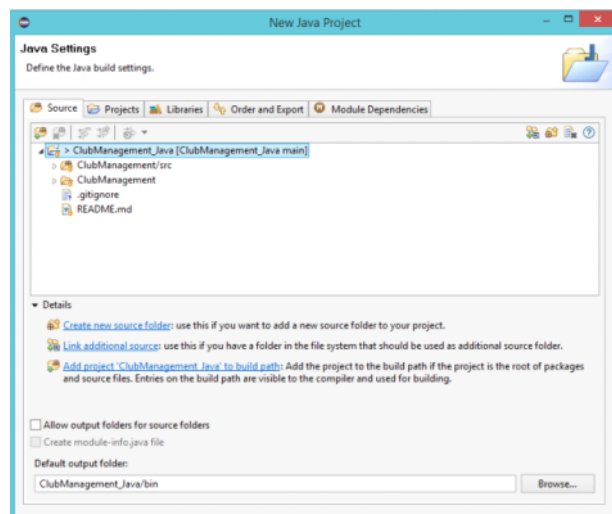 New Java Project
Java Settings
Define the Java build settings.
Source Projects Libraries Order and Export Module Dependencies
> ClubManagement_Java [ClubManagement_Java main]
ClubManagement/src
ClubManagement
.gitignore
README.md
Details
Create new source folder: use this if you want to add a new source folder to your project.
Link additional source: use this if you have a folder in the file system that should be used as additional source folder.
Add project 'ClubManagement_Java' to build path: Add the project to the build path if the project is the root of packages
and source files. Entries on the build path are visible to the compiler and used for building.
Allow output folders for source folders
Create module-info.java file
Default output folder:
ClubManagement_Java/bin Browse...